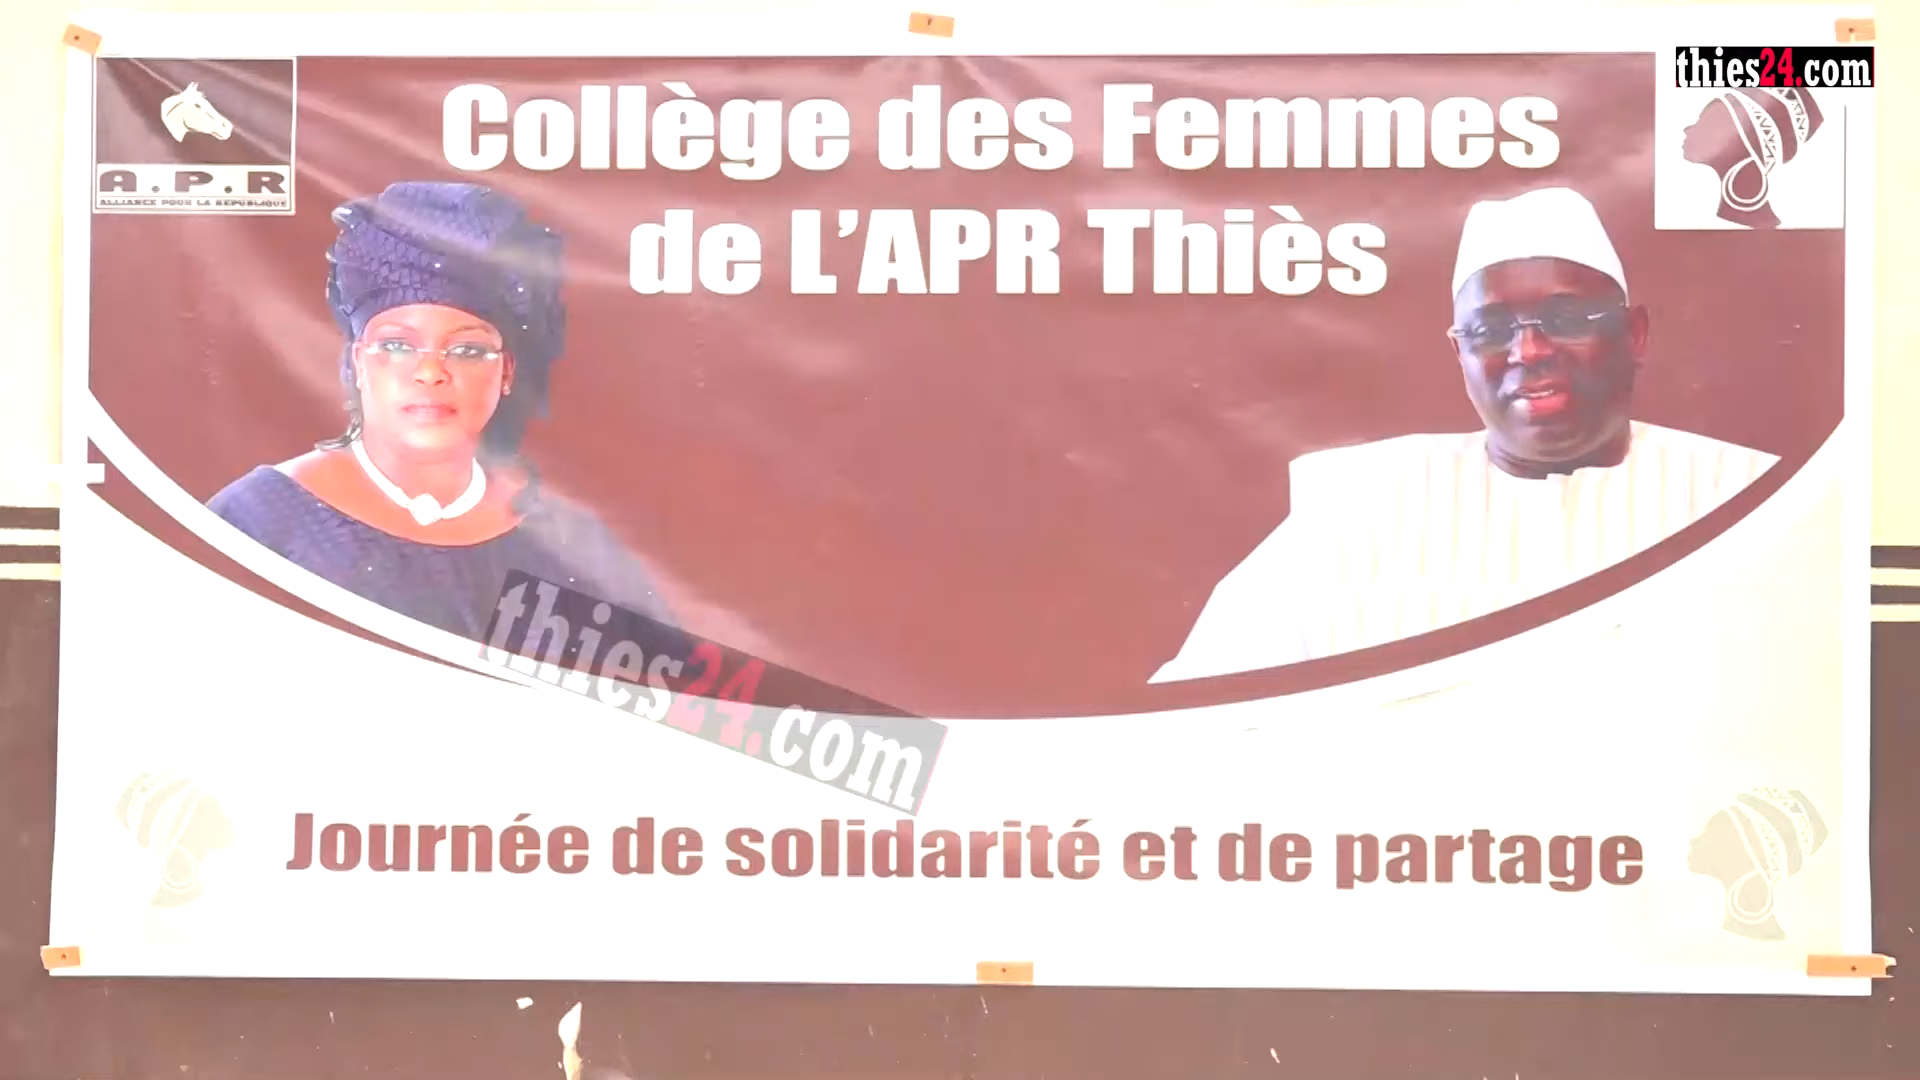 thies24.com
Collège des Femmes
de L'APR Thiès
A.P.R
ALLIANCE POUR LA REPUBLIQUE
thies24.com
Journée de solidarité et de partage